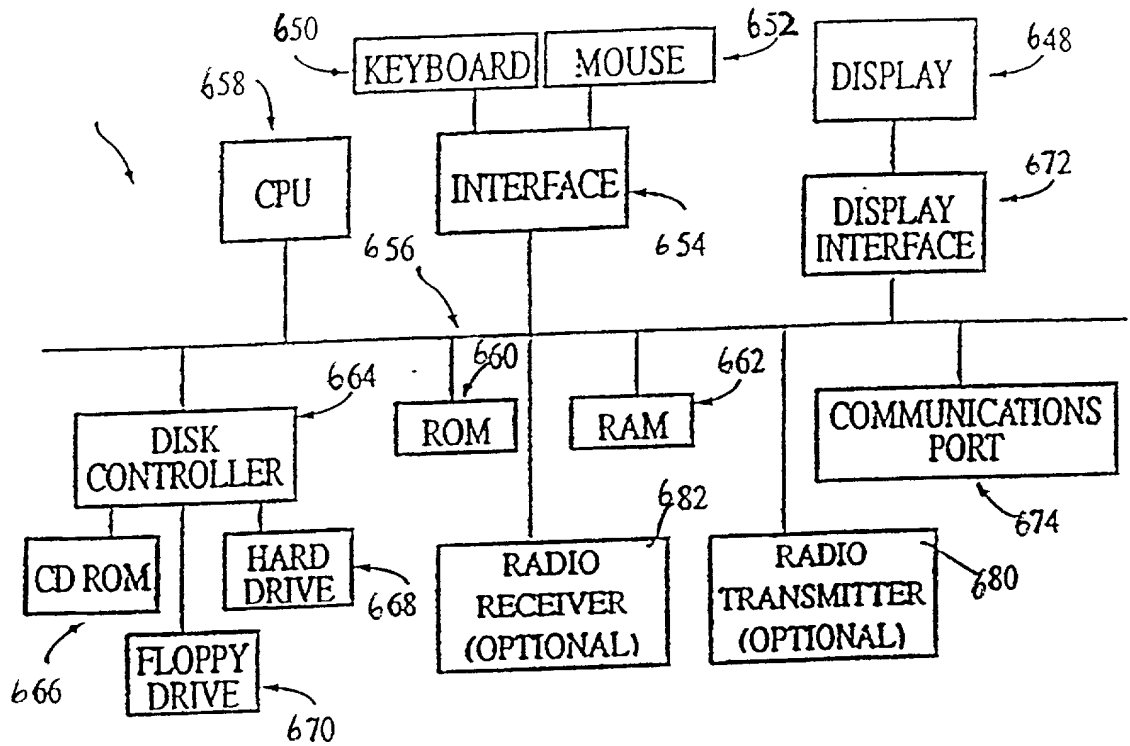 650
KEYBOARD
MOUSE
652
DISPLAY
648
658
CPU
INTERFACE
654
DISPLAY
INTERFACE
672
656
664
DISK
CONTROLLER
660
ROM
662
RAM
COMMUNICATIONS
PORT
674
CD ROM
666
HARD
DRIVE
668
FLOPPY
DRIVE
670
682
RADIO
RECEIVER
(OPTIONAL)
RADIO
TRANSMITTER
(OPTIONAL)
680